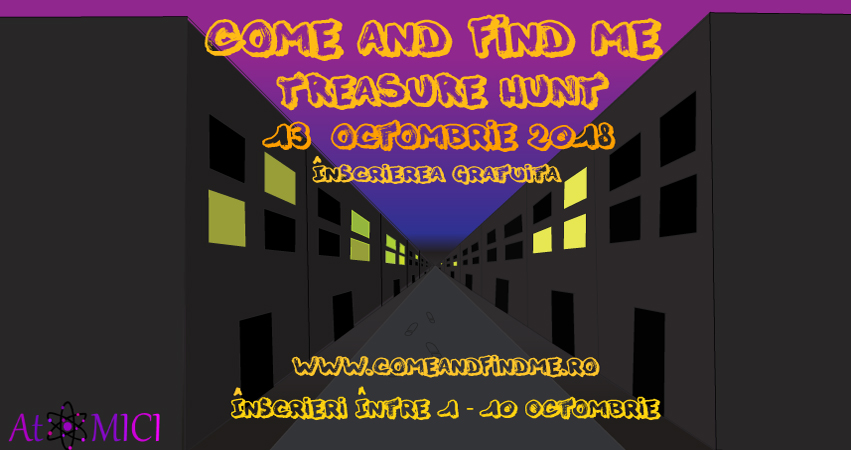 COME AND FIND ME
TREASURE HUNT
13 OCTOMBRIE 2018
ÎNSCRIEREA GRATUITA
WWW.COMEANDFINDME.RO
ÎNSCRIERI ÎNTRE 1 - 10 OCTOMBRIE
AtOMICI